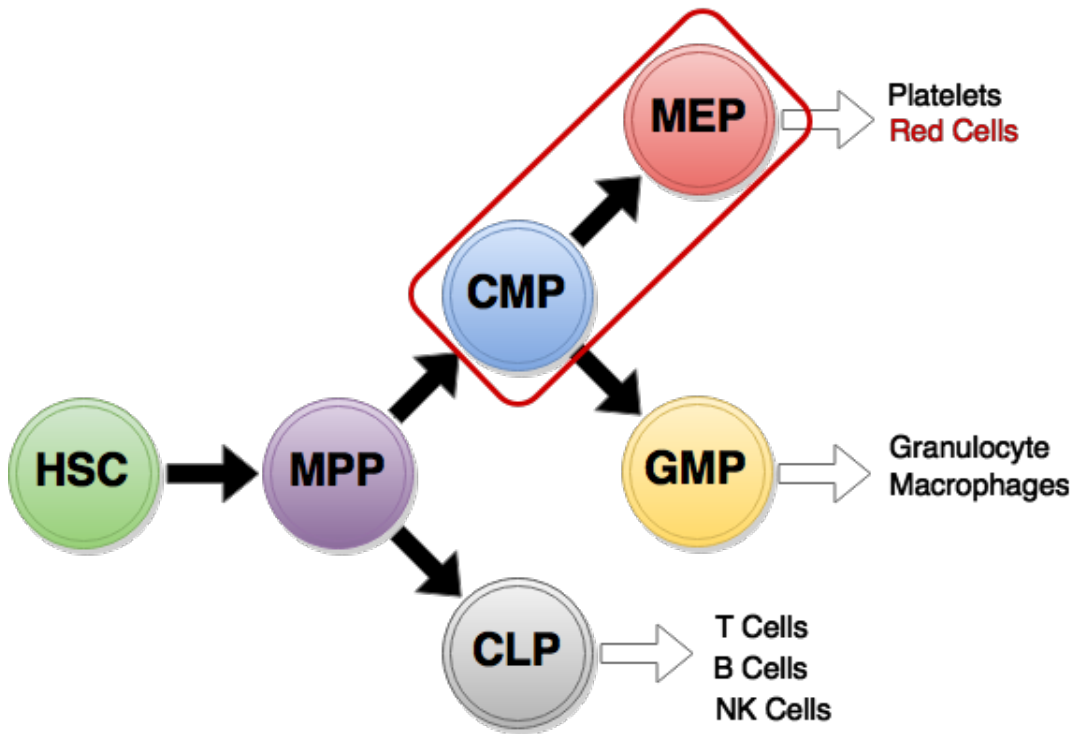 MEP
Platelets
Red Cells
CMP
HSC
MPP
GMP
Granulocyte
Macrophages
CLP
T Cells
B Cells
NK Cells